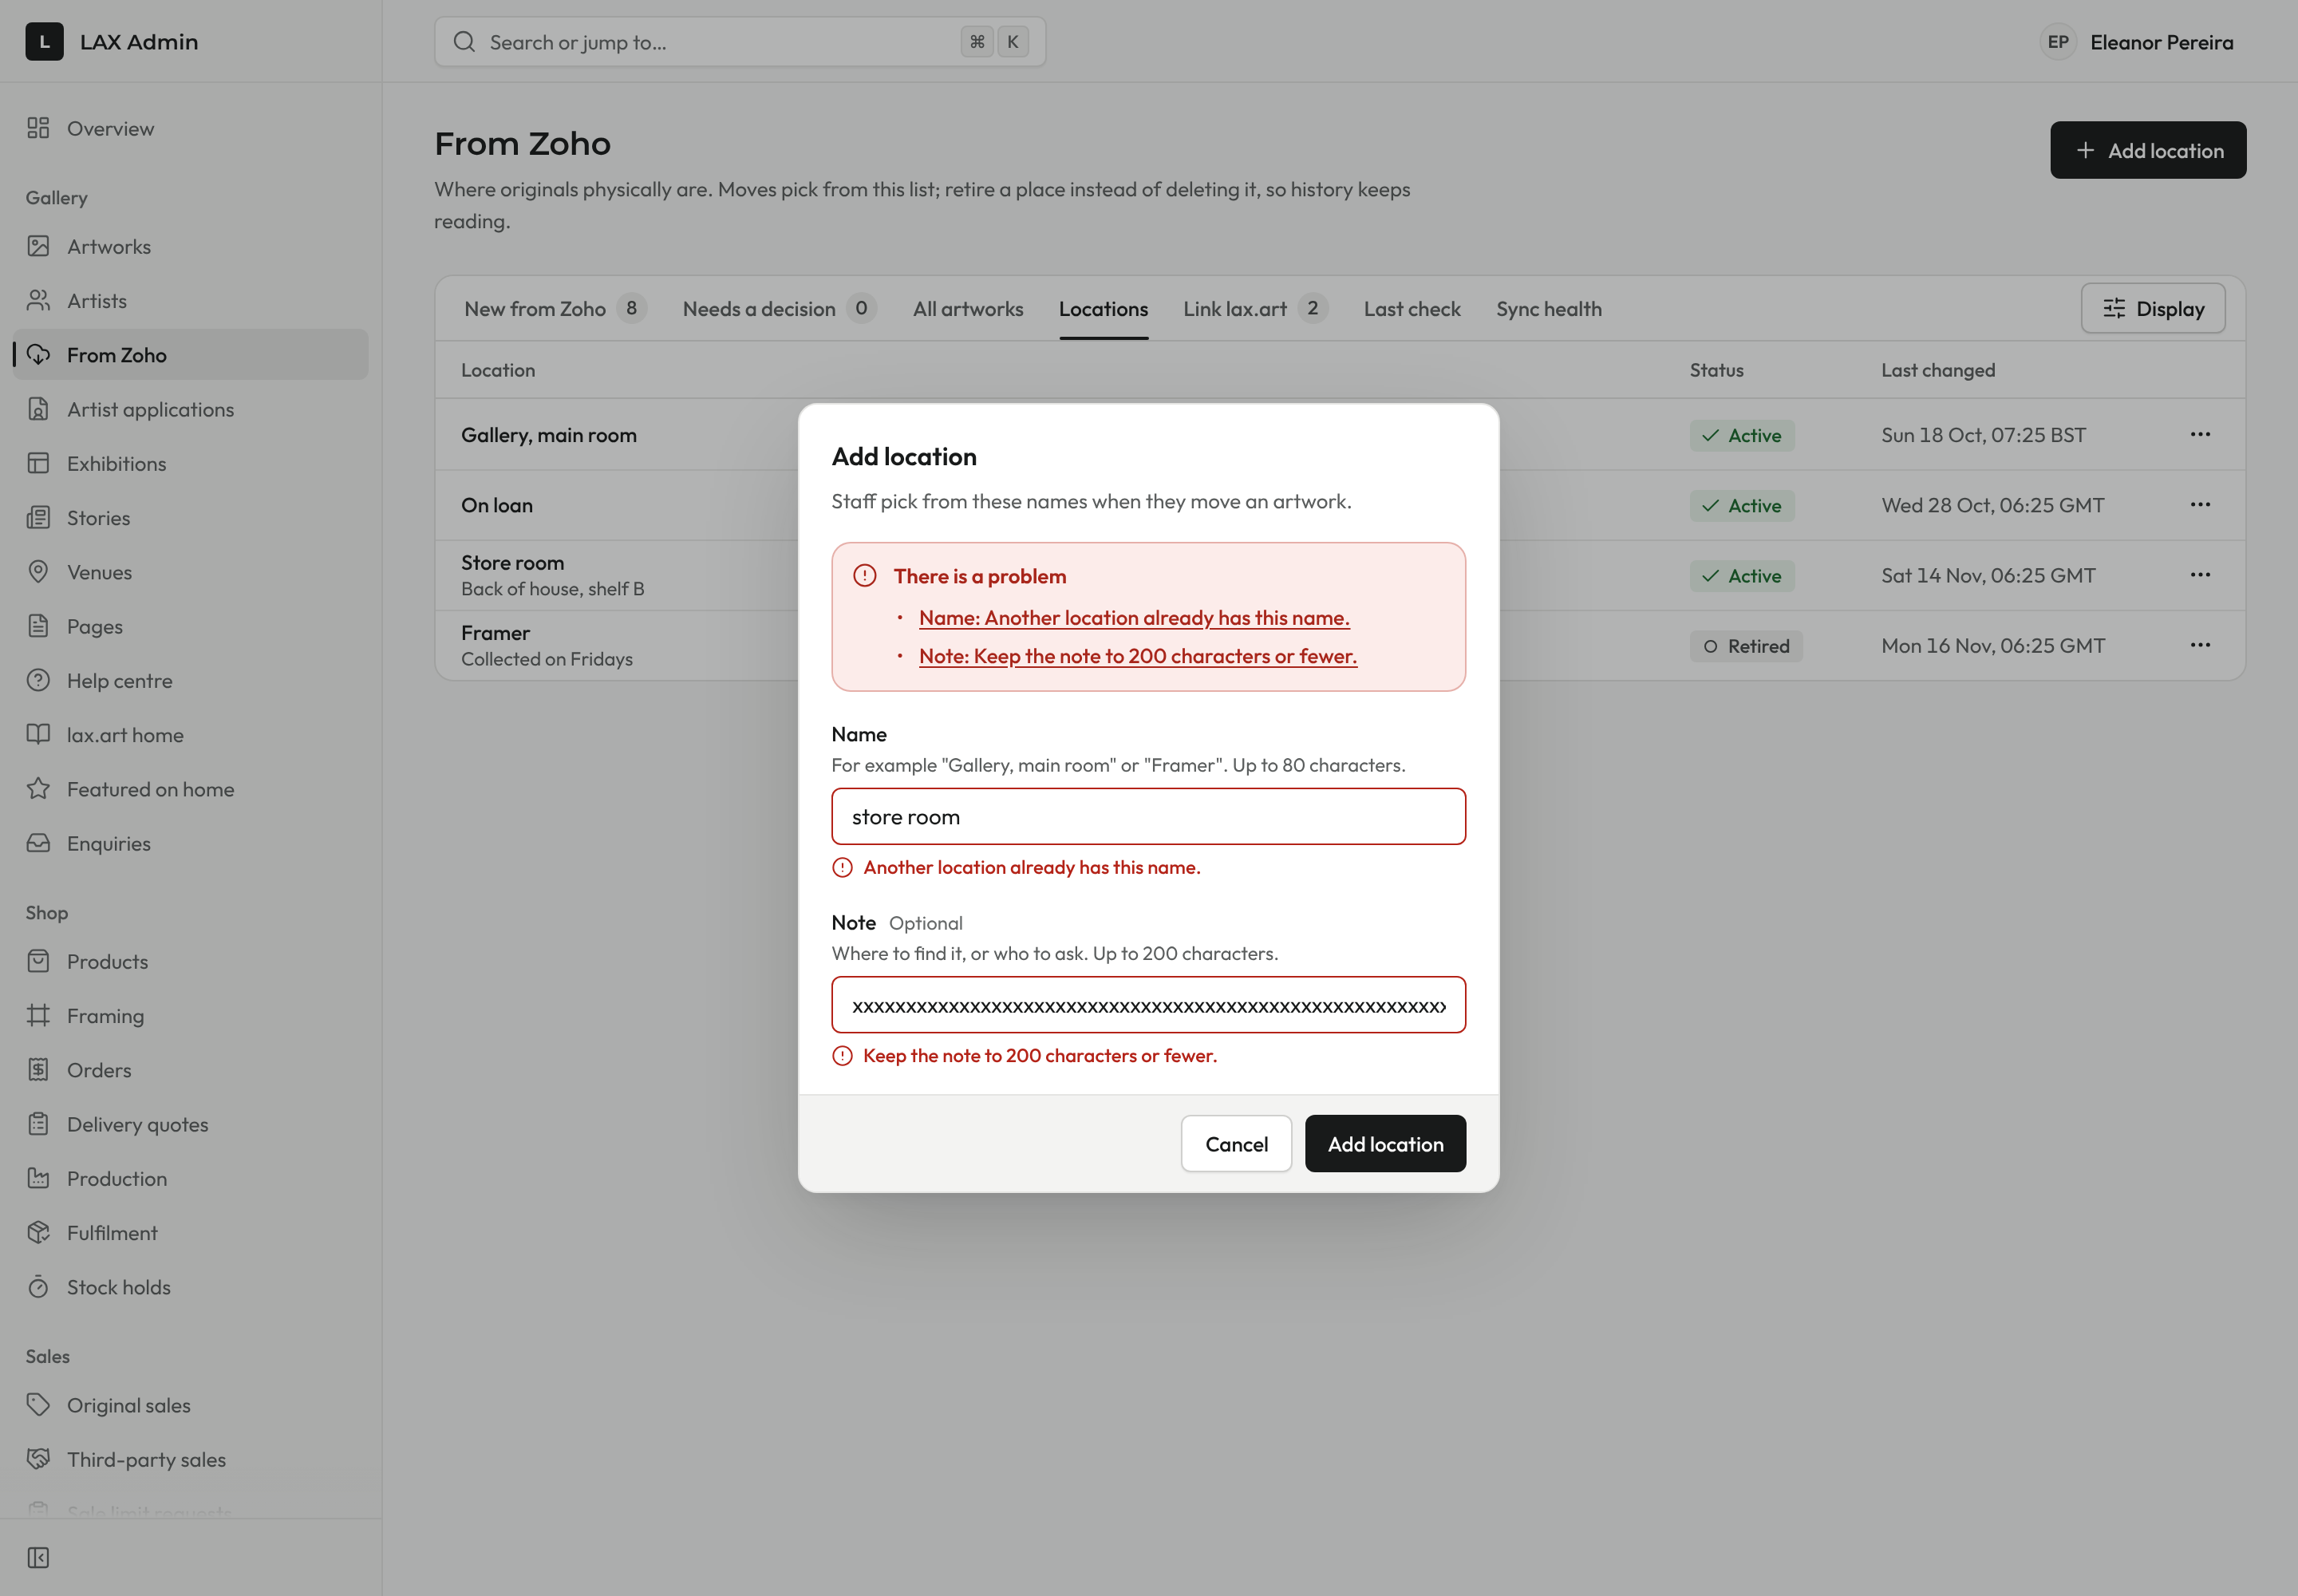 L LAX Admin
Search or jump to... ⌘ K
EP Eleanor Pereira
Overview
Gallery
Artworks
Artists
From Zoho
Artist applications
Exhibitions
Stories
Venues
Pages
Help centre
lax.art home
Featured on home
Enquiries
Shop
Products
Framing
Orders
Delivery quotes
Production
Fulfilment
Stock holds
Sales
Original sales
Third-party sales
Sale limit requests
From Zoho
Where originals physically are. Moves pick from this list; retire a place instead of deleting it, so history keeps
reading.
Add location
New from Zoho 8 Needs a decision 0 All artworks Locations Link lax.art 2 Last check Sync health Display
Location Status Last changed
Gallery, main room Active Sun 18 Oct, 07:25 BST
On loan Active Wed 28 Oct, 06:25 GMT
Store room
Back of house, shelf B
Active Sat 14 Nov, 06:25 GMT
Framer
Collected on Fridays
Retired Mon 16 Nov, 06:25 GMT
Add location
Staff pick from these names when they move an artwork.
There is a problem
• Name: Another location already has this name.
• Note: Keep the note to 200 characters or fewer.
Name
For example "Gallery, main room" or "Framer". Up to 80 characters.
store room
Another location already has this name.
Note Optional
Where to find it, or who to ask. Up to 200 characters.
xxxxxxxxxxxxxxxxxxxxxxxxxxxxxxxxxxxxxxxxxxxxxxxxxxxxxxxx
Keep the note to 200 characters or fewer.
Cancel Add location